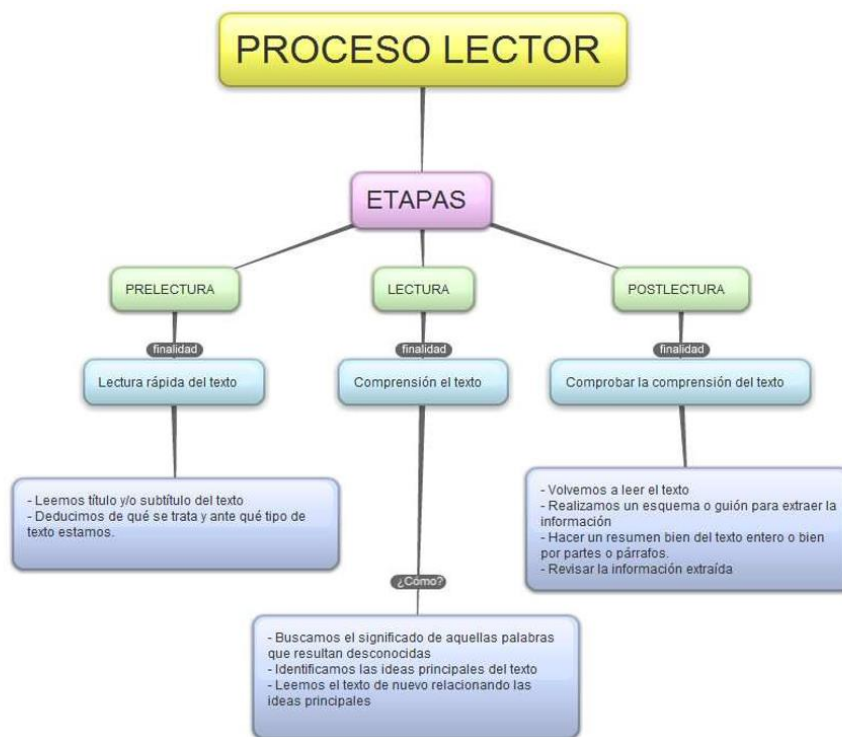 PROCESO LECTOR
ETAPAS
PRELECTURA
LECTURA
POSTLECTURA
finalidad
finalidad
finalidad
Lectura rápida del texto
Comprensión el texto
Comprobar la comprensión del texto
- Leemos título y/o subtítulo del texto
- Deducimos de qué se trata y ante qué tipo de
texto estamos.
- Volvemos a leer el texto
- Realizamos un esquema o guión para extraer la
información
- Hacer un resumen bien del texto entero o bien
por partes o párrafos.
- Revisar la información extraída
¿Cómo?
- Buscamos el significado de aquellas palabras
que resultan desconocidas
- Identificamos las ideas principales del texto
- Leemos el texto de nuevo relacionando las
ideas principales